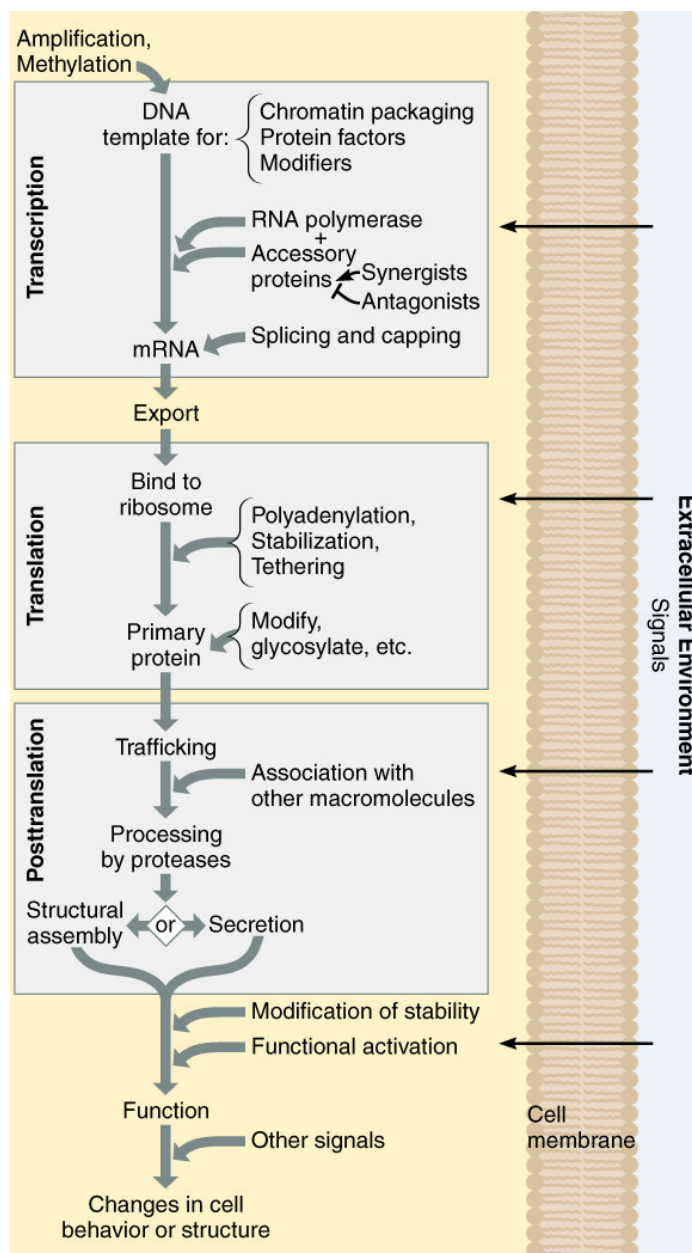 Amplification,
Methylation
DNA
template for:
Chromatin packaging
Protein factors
Modifiers
Transcription
RNA polymerase
+
Accessory
proteins
Synergists
Antagonists
Splicing and capping
mRNA
Export
Translation
Bind to
ribosome
Polyadenylation,
Stabilization,
Tethering
Primary
protein
Modify,
glycosylate, etc.
Posttranslation
Trafficking
Association with
other macromolecules
Processing
by proteases
Structural
assembly
or
Secretion
Modification of stability
Functional activation
Function
Other signals
Changes in cell
behavior or structure
Cell
membrane
Extracellular Environment
Signals